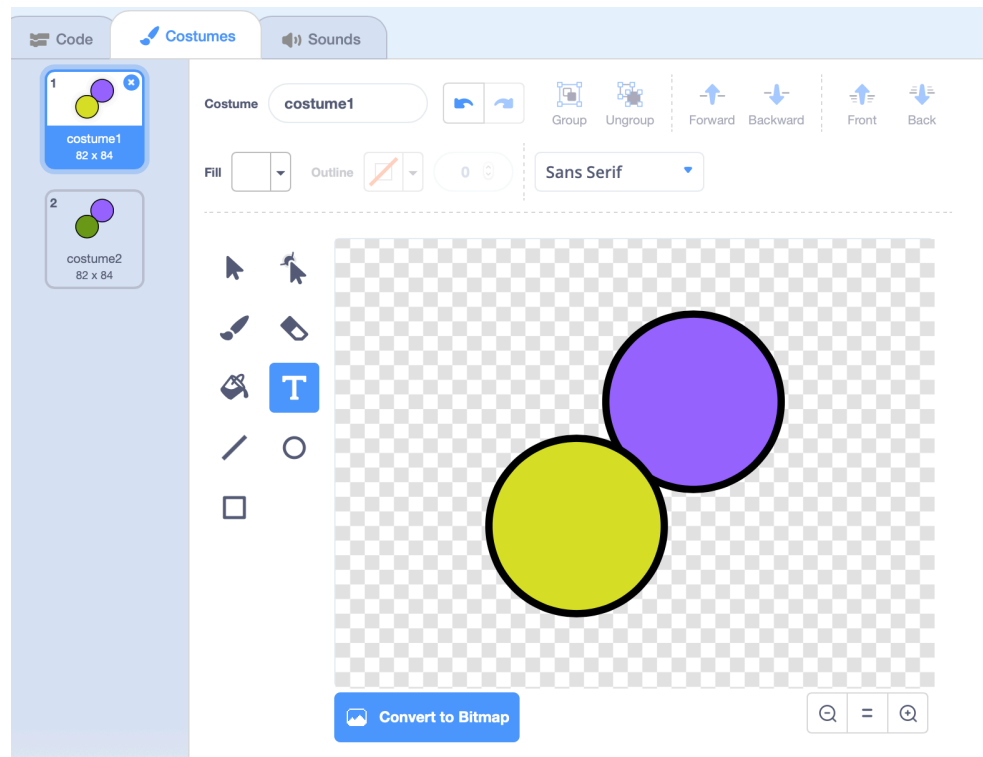 Code
Costumes
Sounds
1
costume1
82 x 84
2
costume2
82 x 84
Costume
costume1
Group
Ungroup
Forward
Backward
Front
Back
Fill
Outline
0
Sans Serif
T
Convert to Bitmap